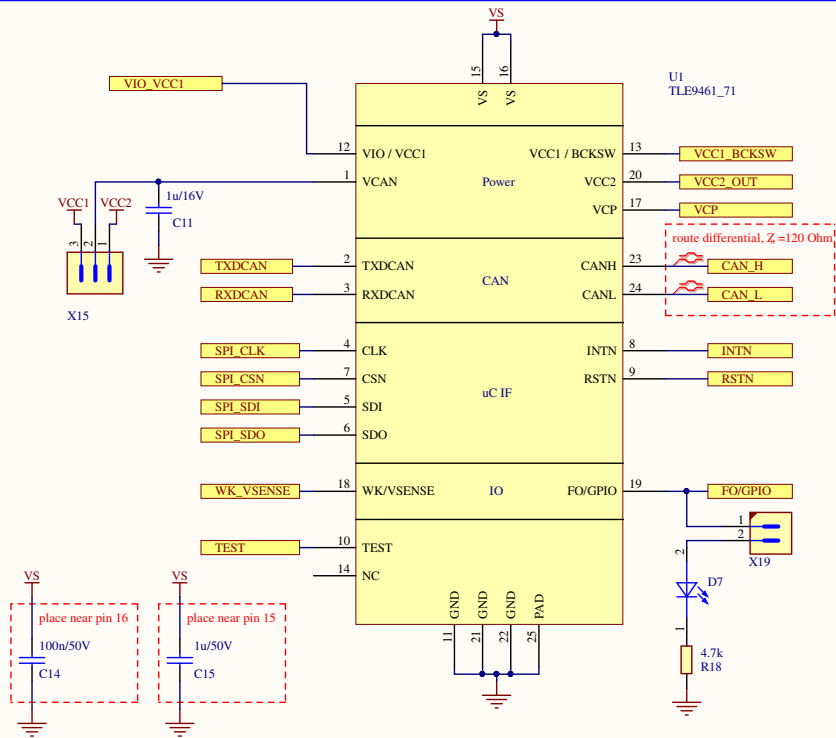 VS
15
16
VS
VS
U1
TLE9461_71
VIO_VCC1
12
VIO / VCC1
VCC1 / BCKSW
13
VCC1_BCKSW
1
VCAN
Power
VCC2
20
VCC2_OUT
VCP
17
VCP
1u/16V
C11
VCC1
VCC2
3
2
1
X15
route differential, Z =120 Ohm
TXDCAN
2
TXDCAN
CAN
CANH
23
CAN_H
RXDCAN
3
RXDCAN
CANL
24
CAN_L
SPI_CLK
4
CLK
INTN
8
INTN
SPI_CSN
7
CSN
uC IF
RSTN
9
RSTN
SPI_SDI
5
SDI
SPI_SDO
6
SDO
WK_VSENSE
18
WK/VSENSE
IO
FO/GPIO
19
FO/GPIO
1
2
X19
TEST
10
TEST
14
NC
2
D7
1
4.7k
R18
GND
GND
GND
PAD
11
21
22
25
VS
place near pin 16
100n/50V
C14
VS
place near pin 15
1u/50V
C15